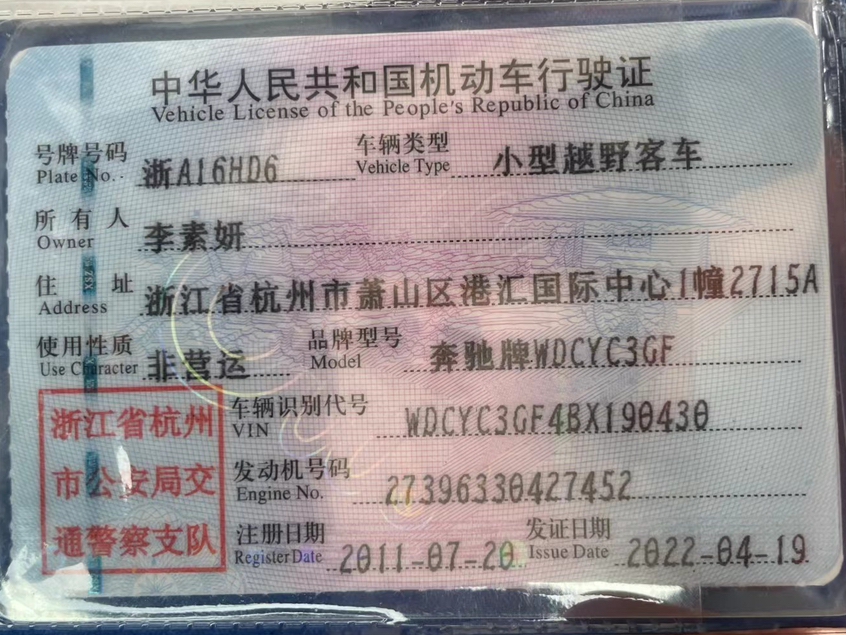 中华人民共和国机动车行驶证
Vehicle License of the People's Republic of China
号牌号码 浙A16HD6 车辆类型 小型越野客车
Plate No. Vehicle Type
所有人 李素妍
Owner
住址 浙江省杭州市萧山区港汇国际中心1幢2715A
Address
使用性质 非营运 品牌型号 奔驰牌WDCYC3GF
Use Character Model
浙江省杭州
市公安局交
通警察支队
车辆识别代号 WDCYC3GF4BX190430
VIN
发动机号码 27396330427452
Engine No.
注册日期 2011-07-20 发证日期 2022-04-19
Register Date Issue Date